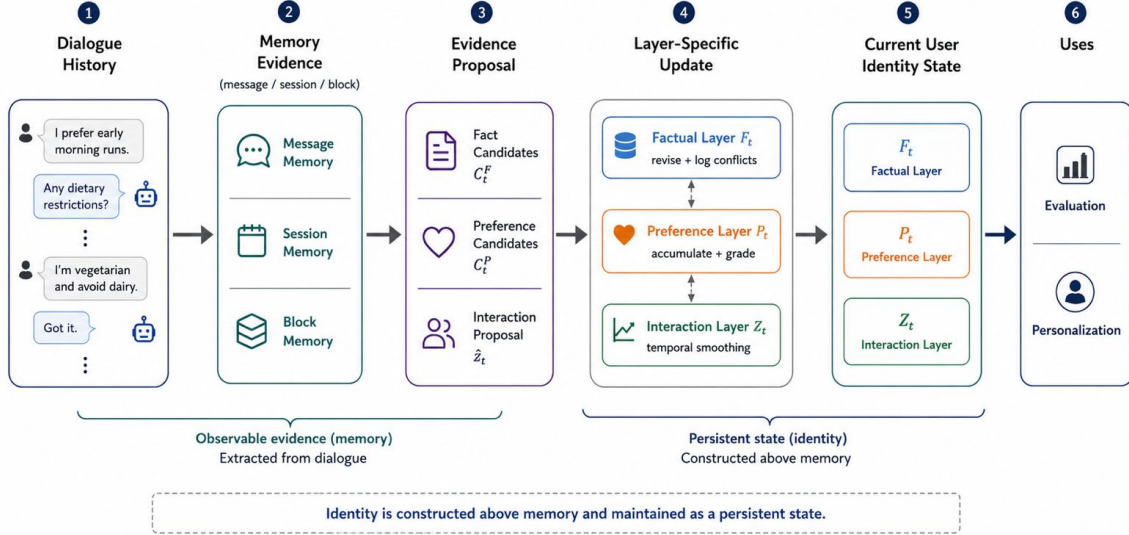 1
Dialogue
History
I prefer early
morning runs.
Any dietary
restrictions?
I'm vegetarian
and avoid dairy.
Got it.
2
Memory
Evidence
(message / session / block)
Message
Memory
Session
Memory
Block
Memory
3
Evidence
Proposal
Fact
Candidates
C_t^F
Preference
Candidates
C_t^P
Interaction
Proposal
ẑ_t
4
Layer-Specific
Update
Factual Layer F_t
revise + log conflicts
Preference Layer P_t
accumulate + grade
Interaction Layer Z_t
temporal smoothing
5
Current User
Identity State
F_t
Factual Layer
P_t
Preference Layer
Z_t
Interaction Layer
6
Uses
Evaluation
Personalization
Observable evidence (memory)
Extracted from dialogue
Persistent state (identity)
Constructed above memory
Identity is constructed above memory and maintained as a persistent state.